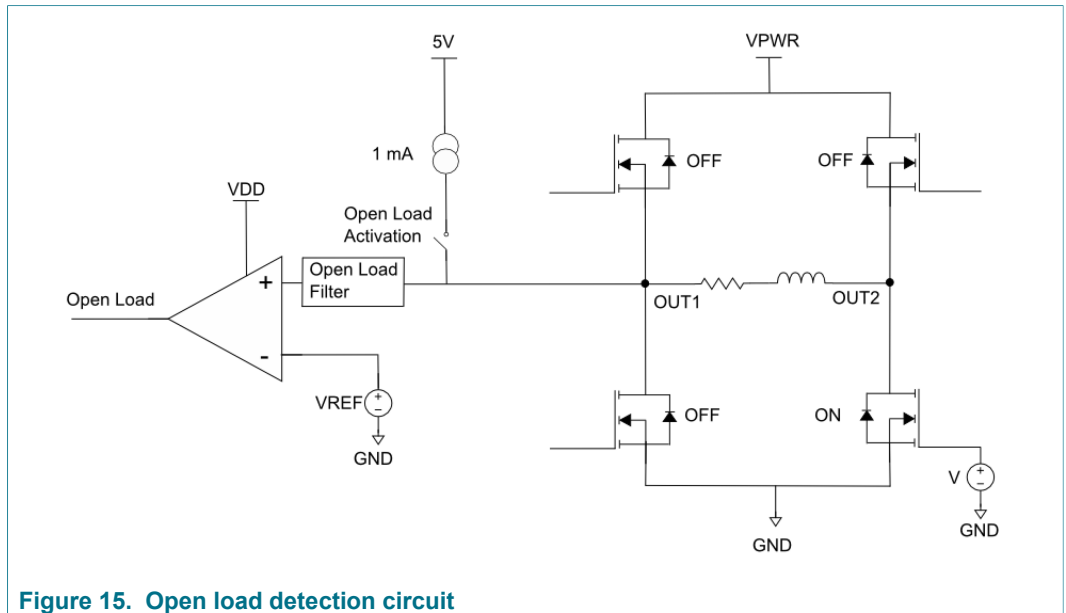 5V
VPWR
1 mA
OFF
OFF
VDD
Open Load
Activation
Open Load
Filter
+
-
Open Load
OUT1
OUT2
VREF
+
−
GND
OFF
ON
V
+
−
GND
GND
Figure 15. Open load detection circuit